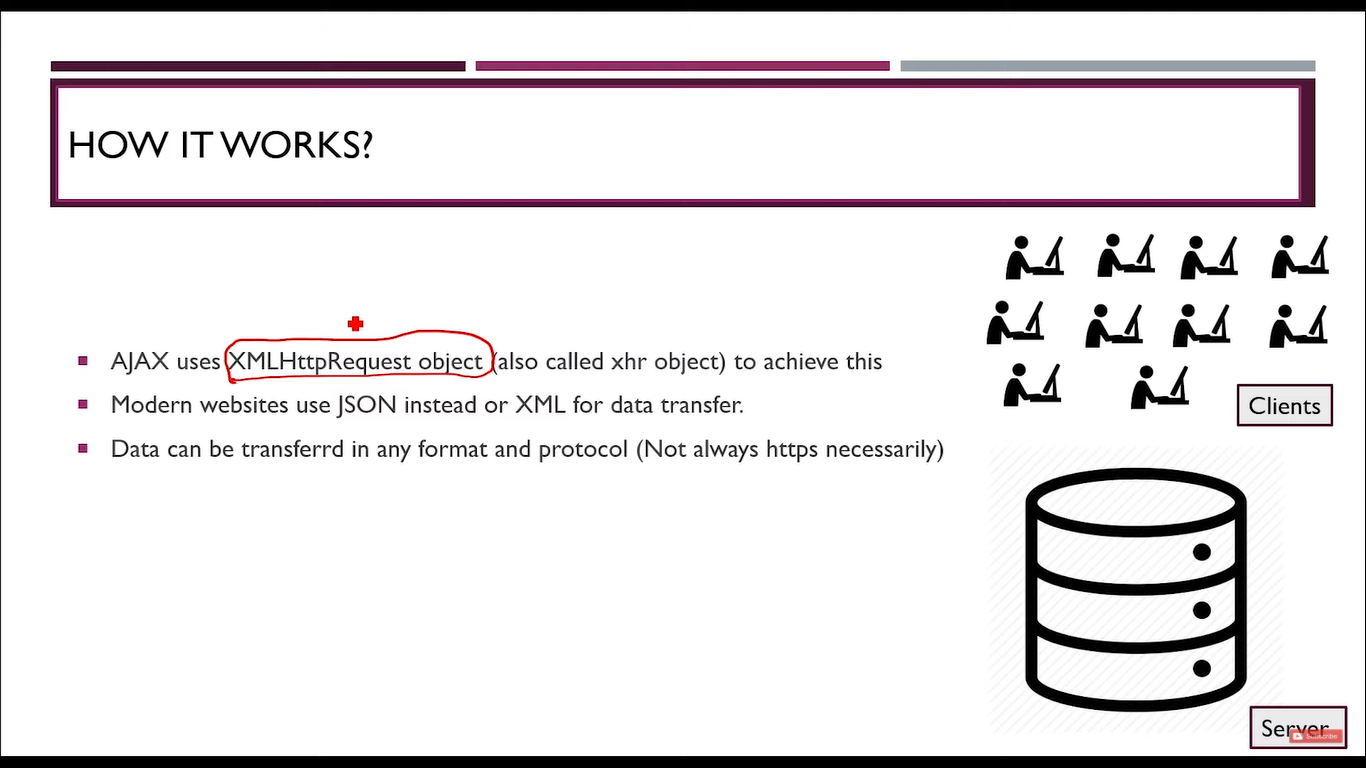 HOW IT WORKS?
AJAX uses XMLHttpRequest object (also called xhr object) to achieve this
Modern websites use JSON instead or XML for data transfer.
Data can be transferrd in any format and protocol (Not always https necessarily)
Clients
Server
Subscribe